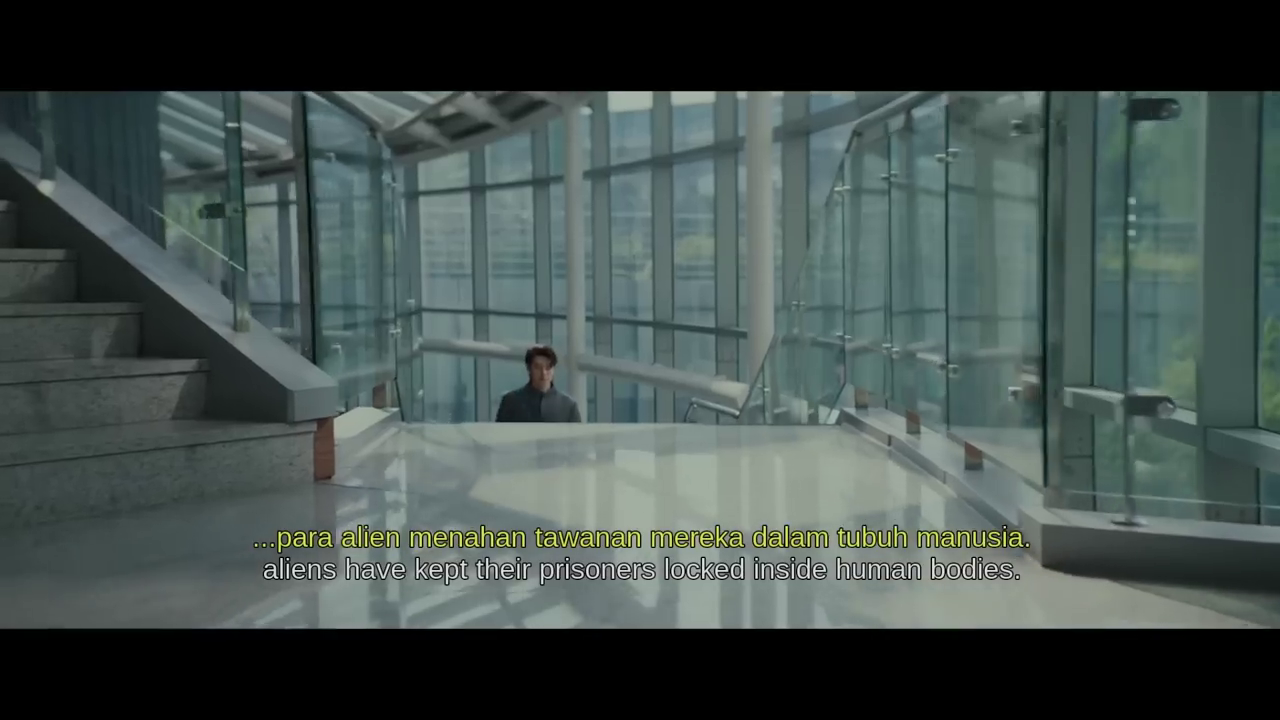 ...para alien menahan tawanan mereka dalam tubuh manusia.
aliens have kept their prisoners locked inside human bodies.